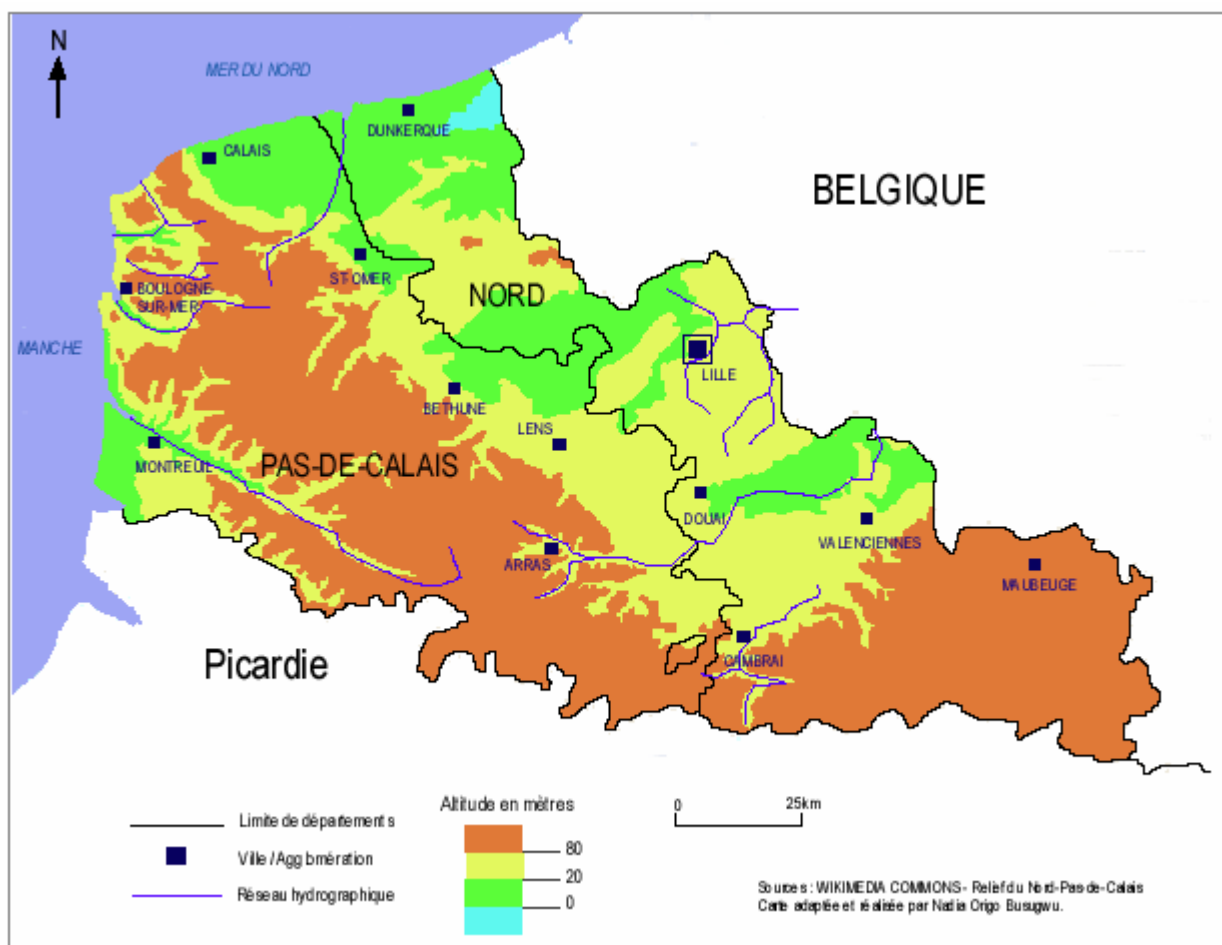 N
MER DU NORD
DUNKERQUE
CALAIS
BELGIQUE
ST-OMER
BOULOGNE-
SUR-MER
NORD
MANCHE
LILLE
BETHUNE
LENS
MONTREUIL
PAS-DE-CALAIS
DOUAI
VALENCIENNES
ARRAS
MAUBEUGE
CAMBRAI
Picardie
Limite de départements
Ville / Agglomération
Réseau hydrographique
Altitude en mètres
80
20
0
0 25km
Sources : WIKIMEDIA COMMONS - Relief du Nord-Pas-de-Calais
Carte adaptée et réalisée par Nadia Origo Busugwu.